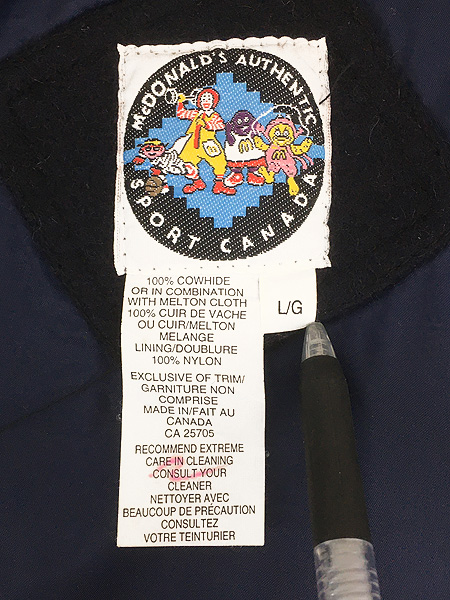 McDONALD'S AUTHENTIC
SPORT CANADA
L/G
100% COWHIDE
OR IN COMBINATION
WITH MELTON CLOTH
100% CUIR DE VACHE
OU CUIR/MELTON
MELANGE
LINING/DOUBLURE
100% NYLON
EXCLUSIVE OF TRIM/
GARNITURE NON
COMPRISE
MADE IN/FAIT AU
CANADA
CA 25705
RECOMMEND EXTREME
CARE IN CLEANING
CONSULT YOUR
CLEANER
NETTOYER AVEC
BEAUCOUP DE PRÉCAUTION
CONSULTEZ
VOTRE TEINTURIER